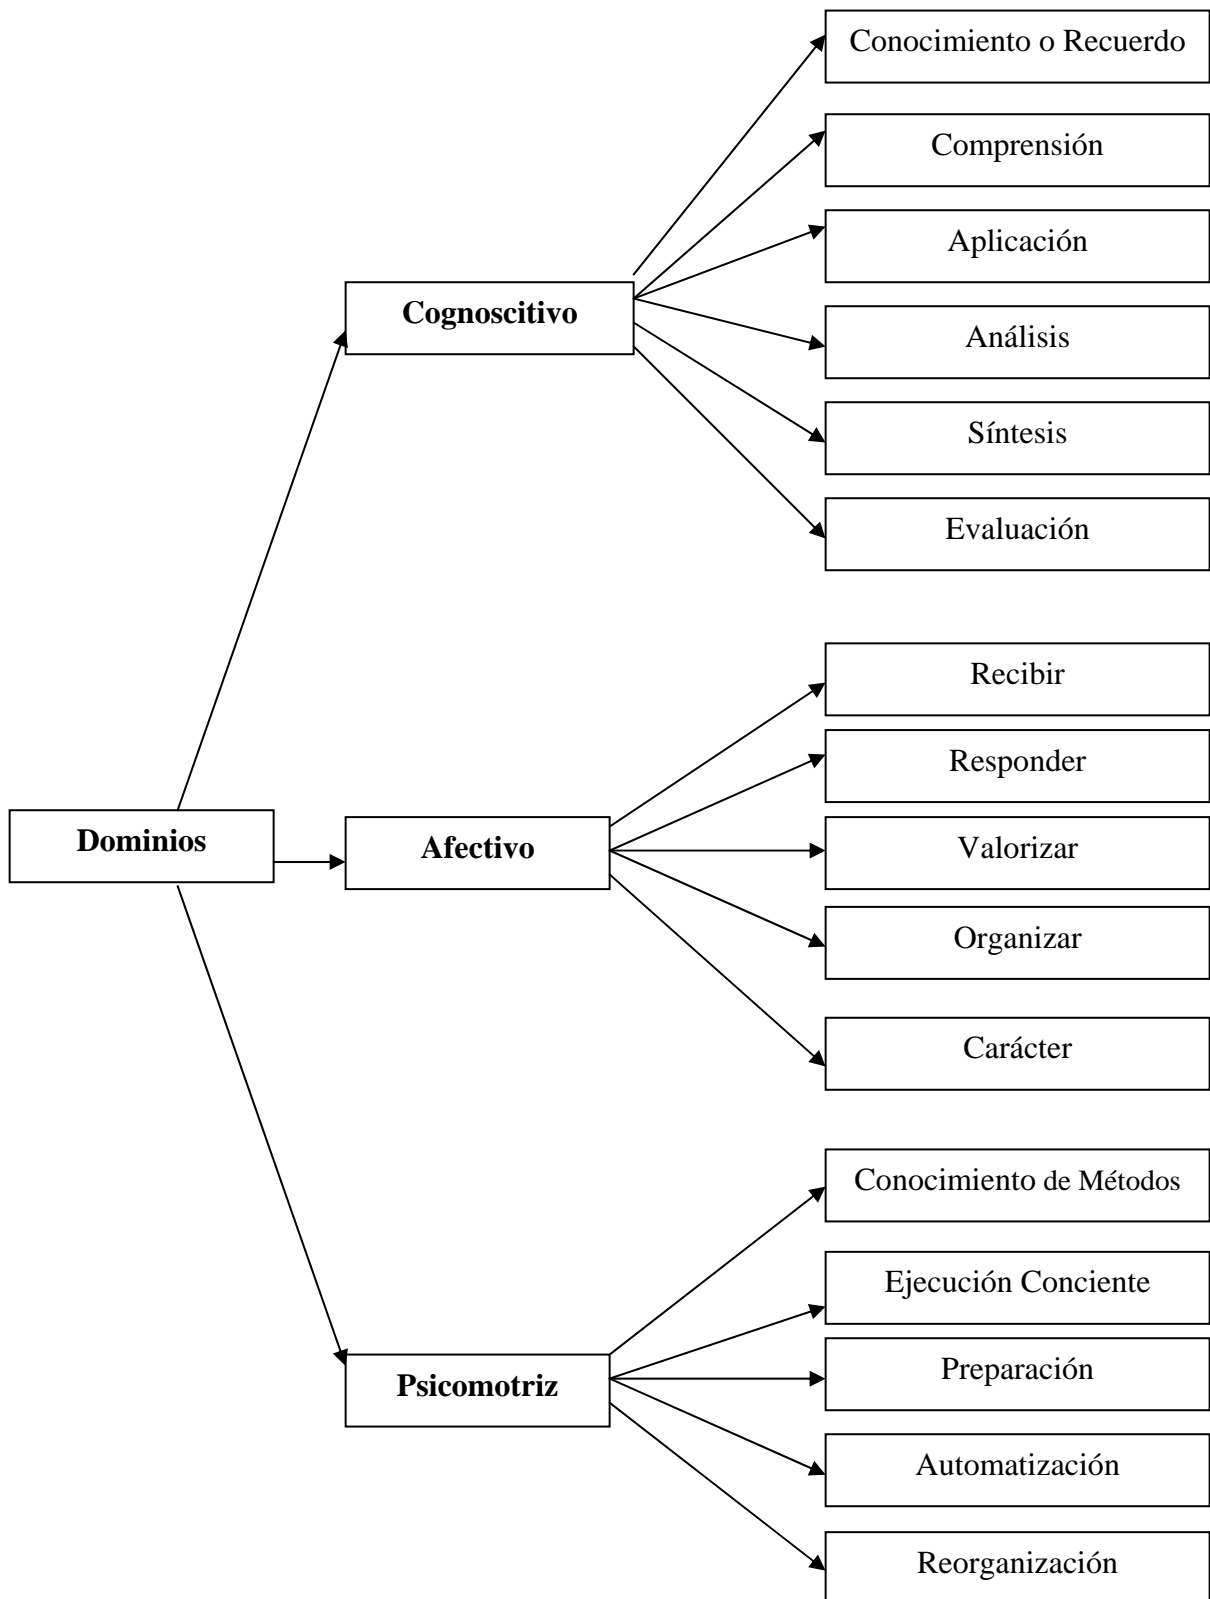 Conocimiento o Recuerdo
Comprensión
Aplicación
Cognoscitivo
Análisis
Síntesis
Evaluación
Recibir
Responder
Dominios
Afectivo
Valorizar
Organizar
Carácter
Conocimiento de Métodos
Ejecución Conciente
Preparación
Psicomotriz
Automatización
Reorganización